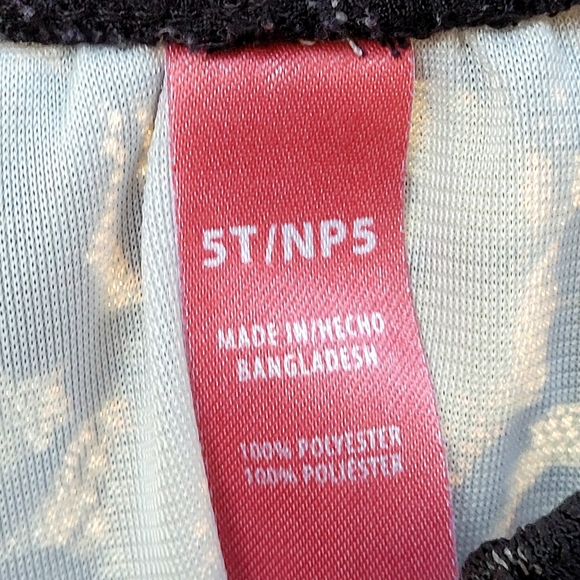 5T/NP5
MADE IN/HECHO
BANGLADESH
100% POLYESTER
100% POLIESTER